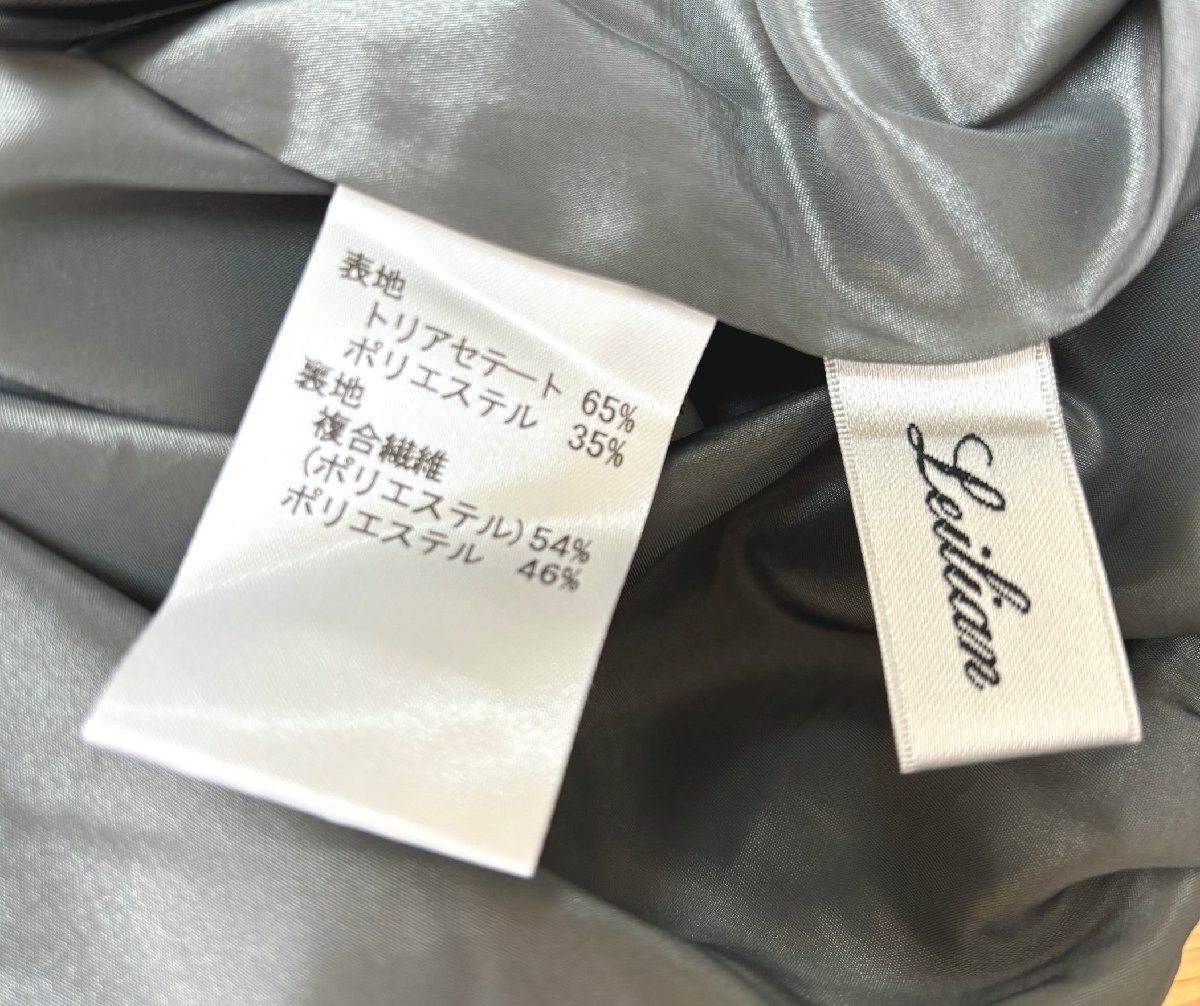 表地
トリアセテート 65%
ポリエステル 35%
裏地
複合繊維
(ポリエステル)54%
ポリエステル 46%
Leilian